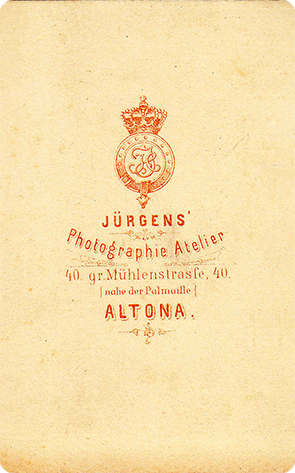 JÜRGENS'
Photographie Atelier
40. gr. Mühlenstrasse, 40.
(nahe der Palmaille)
ALTONA.